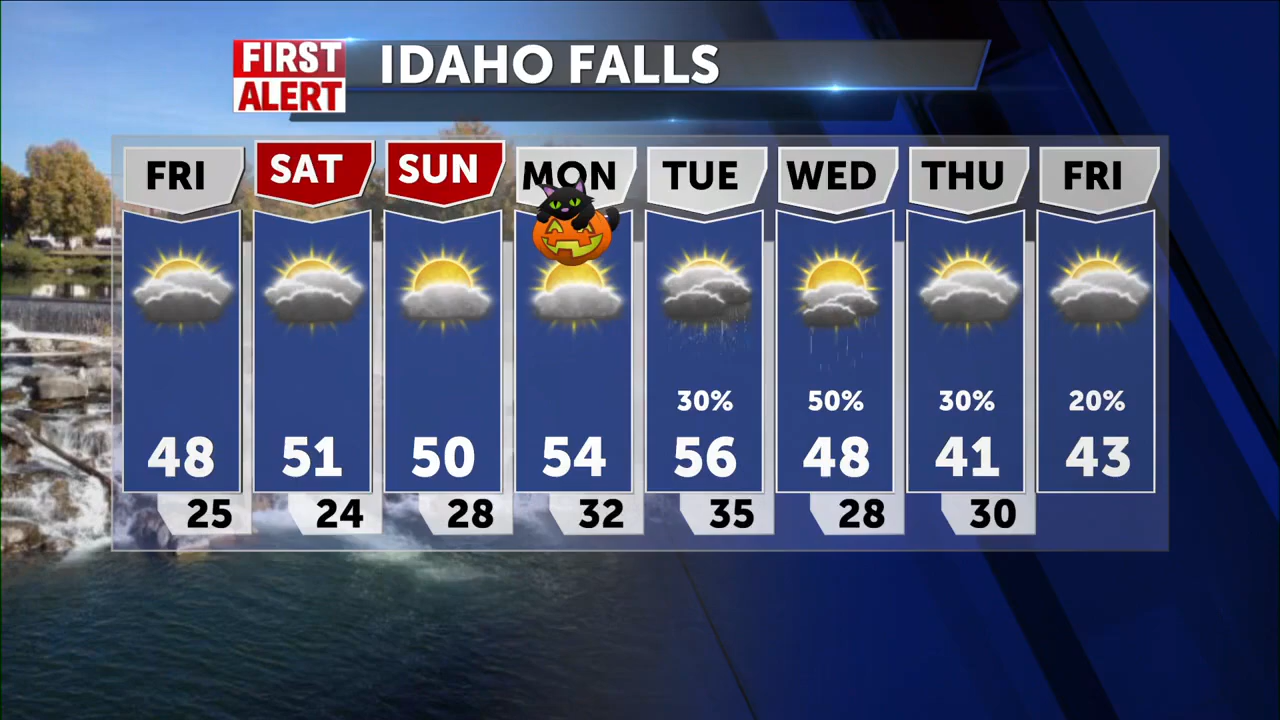 FIRST
ALERT
IDAHO FALLS
FRI SAT SUN MON TUE WED THU FRI
30% 50% 30% 20%
48 51 50 54 56 48 41 43
25 24 28 32 35 28 30